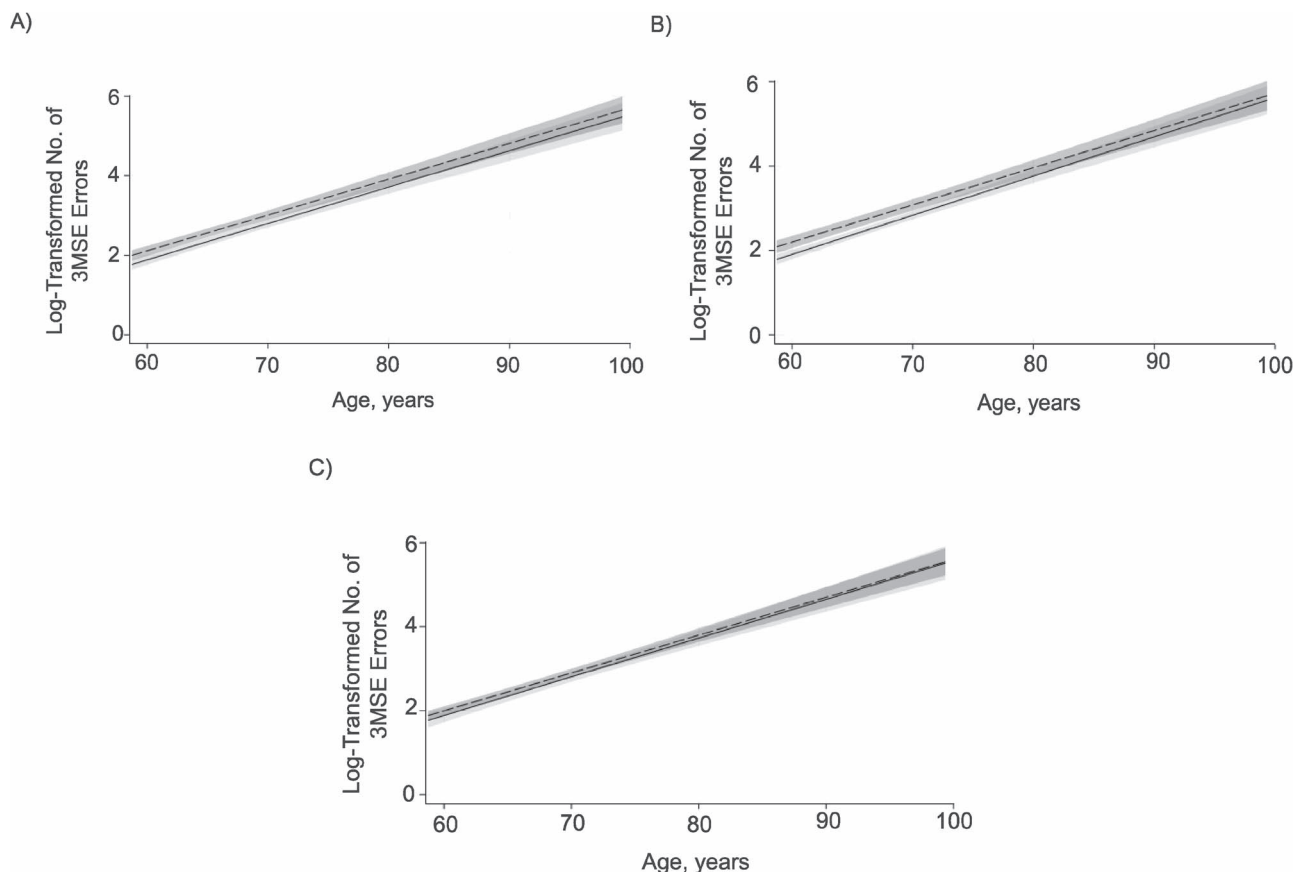 A)
Log-Transformed No. of
3MSE Errors
6
4
2
0
60 70 80 90 100
Age, years
B)
Log-Transformed No. of
3MSE Errors
6
4
2
0
60 70 80 90 100
Age, years
C)
Log-Transformed No. of
3MSE Errors
6
4
2
0
60 70 80 90 100
Age, years